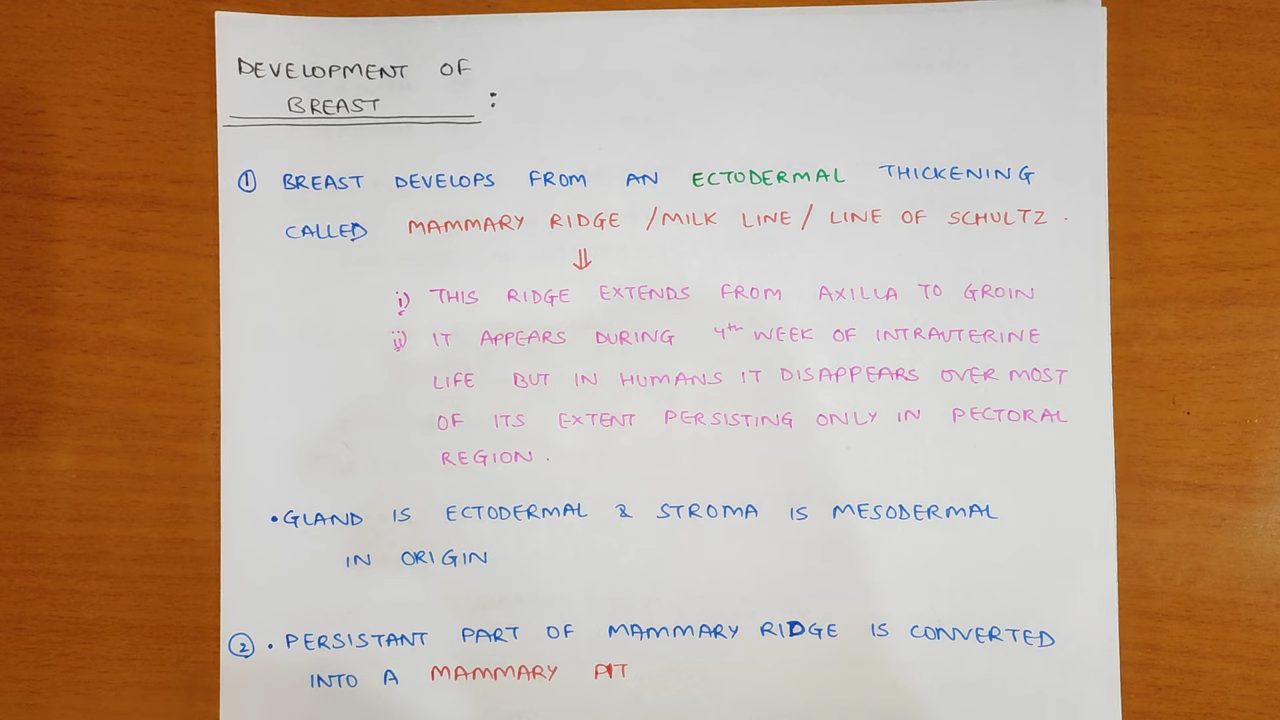 DEVELOPMENT OF
BREAST :
① BREAST DEVELOPS FROM AN ECTODERMAL THICKENING
CALLED MAMMARY RIDGE / MILK LINE / LINE OF SCHULTZ .
⇓
i) THIS RIDGE EXTENDS FROM AXILLA TO GROIN
ii) IT APPEARS DURING 4th WEEK OF INTRAUTERINE
LIFE BUT IN HUMANS IT DISAPPEARS OVER MOST
OF ITS EXTENT PERSISTING ONLY IN PECTORAL
REGION .
• GLAND IS ECTODERMAL & STROMA IS MESODERMAL
IN ORIGIN
② • PERSISTANT PART OF MAMMARY RIDGE IS CONVERTED
INTO A MAMMARY PIT